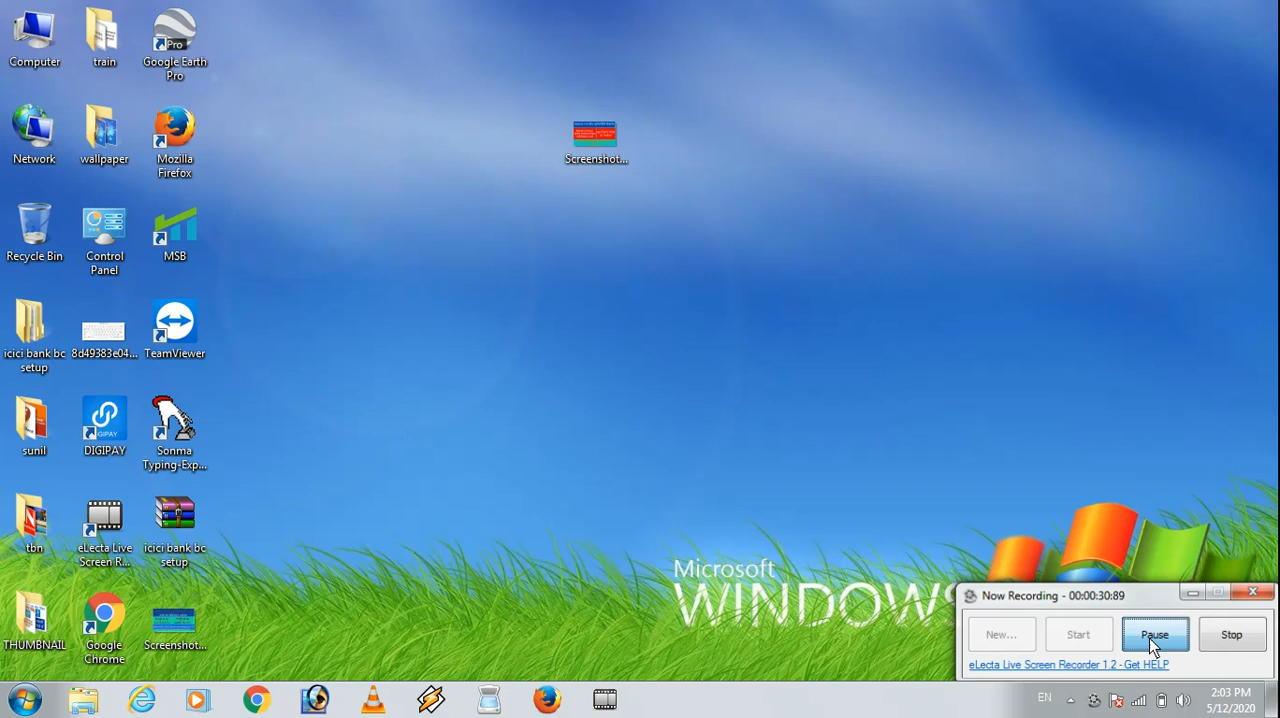 Computer
train
Pro
Google Earth
Pro
Network
wallpaper
Mozilla
Firefox
Recycle Bin
Control
Panel
MSB
icici bank bc
setup
8d49383e04...
TeamViewer
sunil
GIPAY
DIGIPAY
Sonma
Typing-Exp...
tbn
eLecta Live
Screen R...
icici bank bc
setup
THUMBNAIL
Google
Chrome
Screenshot...
Screenshot...
Microsoft
WINDOWS
Now Recording - 00:00:30:89
New...
Start
Pause
Stop
eLecta Live Screen Recorder 1.2 - Get HELP
EN
2:03 PM
5/12/2020